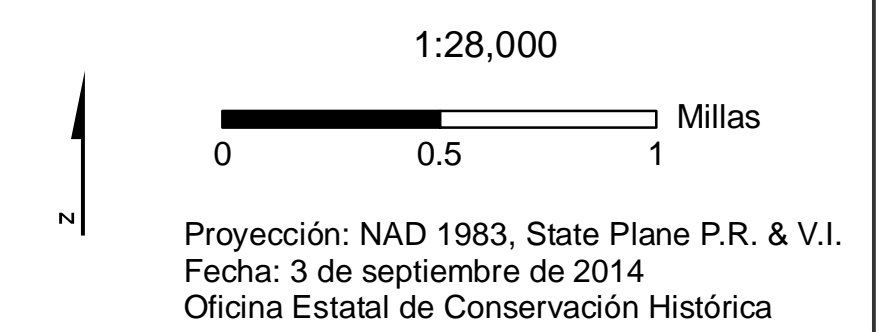 1:28,000
Millas
0 0.5 1
N
Proyección: NAD 1983, State Plane P.R. & V.I.
Fecha: 3 de septiembre de 2014
Oficina Estatal de Conservación Histórica